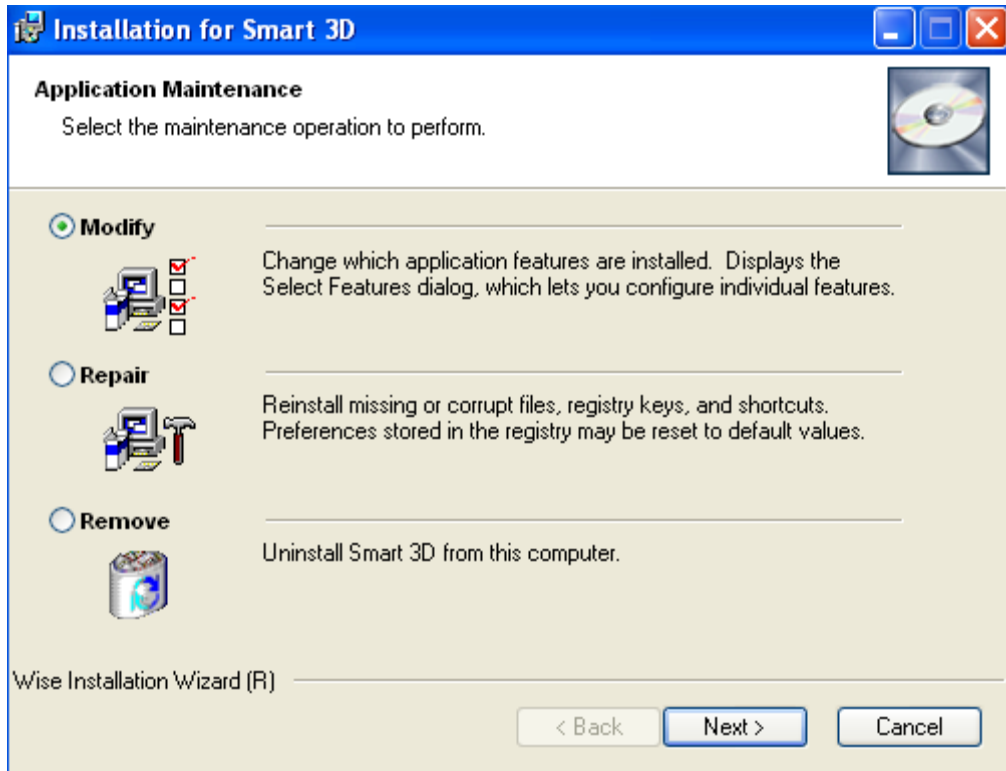 Installation for Smart 3D
Application Maintenance
Select the maintenance operation to perform.
Modify
Change which application features are installed.  Displays the
Select Features dialog, which lets you configure individual features.
Repair
Reinstall missing or corrupt files, registry keys, and shortcuts.
Preferences stored in the registry may be reset to default values.
Remove
Uninstall Smart 3D from this computer.
Wise Installation Wizard (R)
< Back
Next >
Cancel